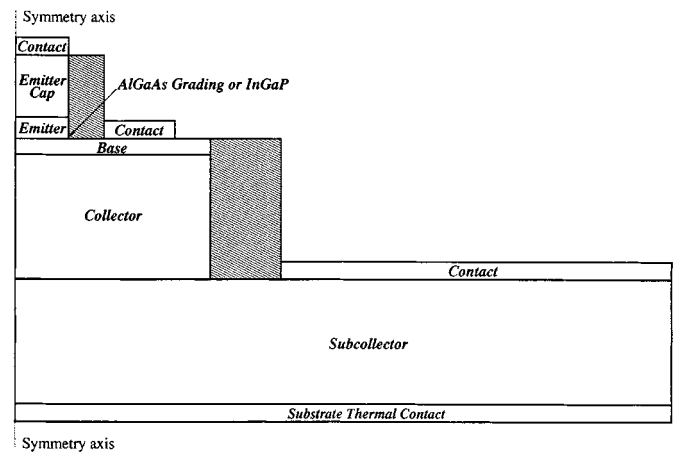 Symmetry axis
Contact
Emitter
Cap
AlGaAs Grading or InGaP
Emitter
Contact
Base
Collector
Contact
Subcollector
Substrate Thermal Contact
Symmetry axis